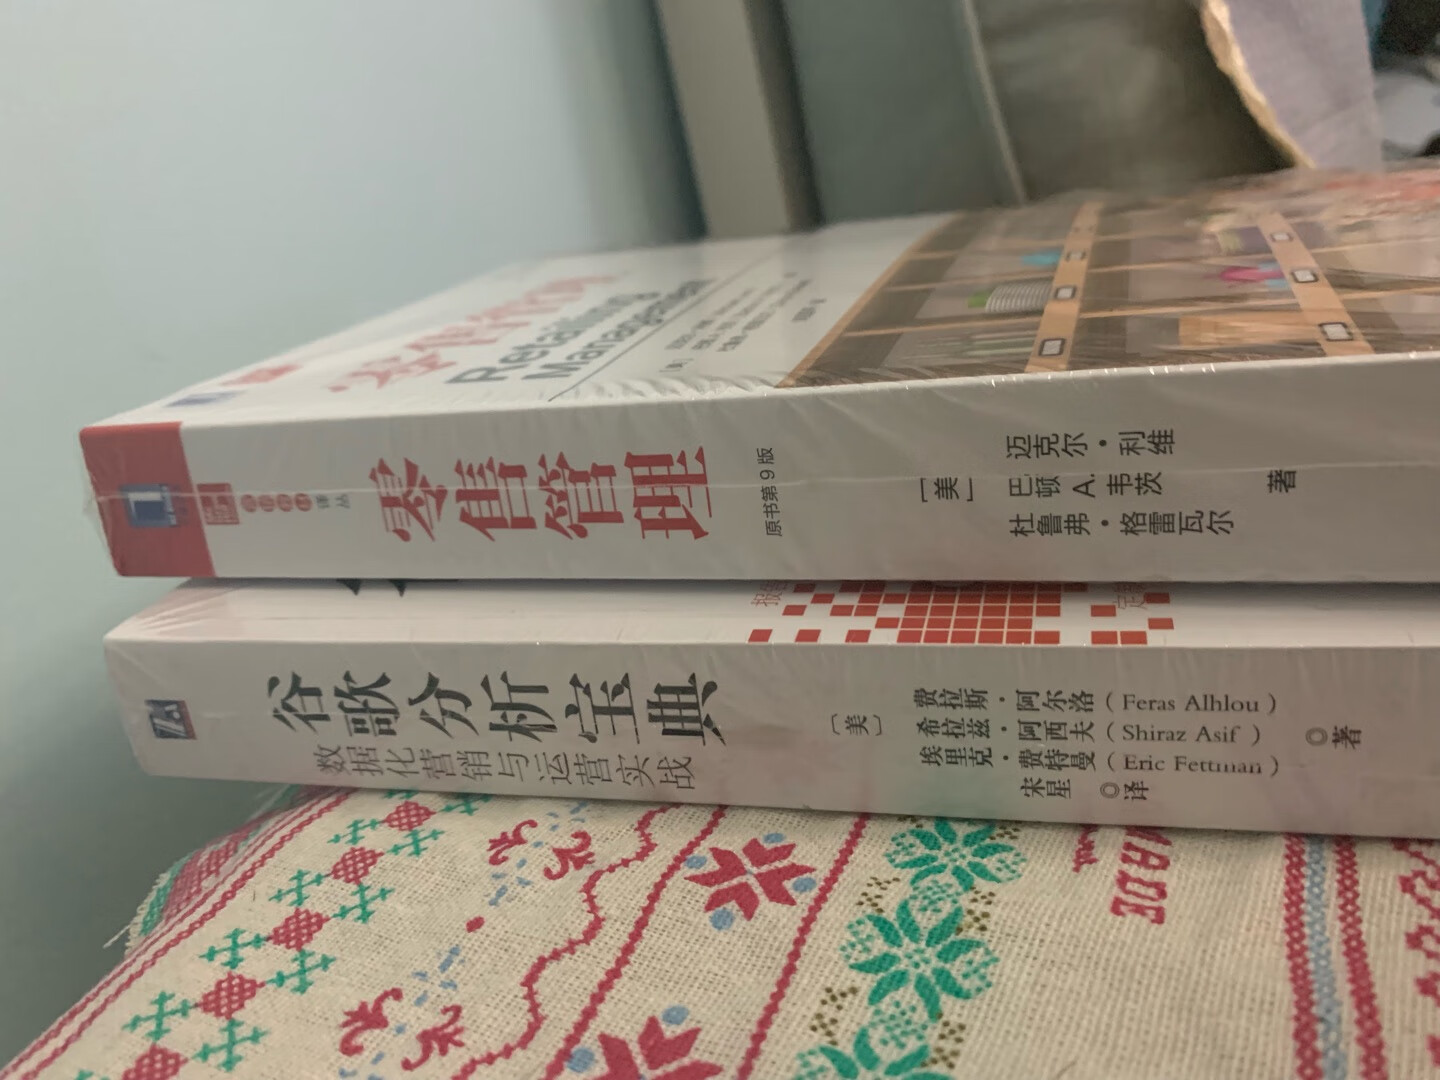 Retailing
Management
零售管理
原书第9版
[美]
迈克尔·利维
巴顿 A. 韦茨
杜鲁弗·格雷瓦尔
著
谷歌分析宝典
数据化营销与运营实战
[美]
费拉斯·阿尔洛(Feras Alhlou)
希拉兹·阿西夫(Shiraz Asif)
埃里克·费特曼(Eric Fettman)
◎著
宋星◎译
MADE